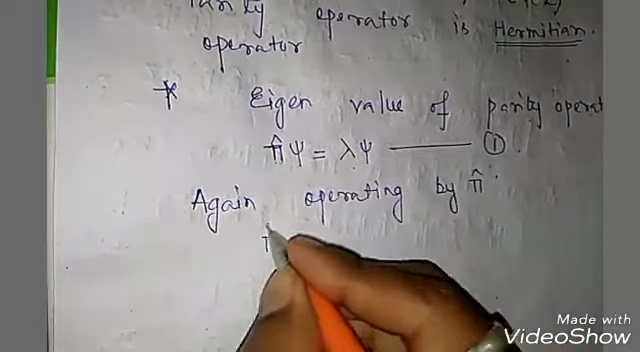 operator is Hermitian.
operator
* Eigen value of parity operat
π̂ψ = λψ ——— ①.
Again operating by π̂
Made with
VideoShow